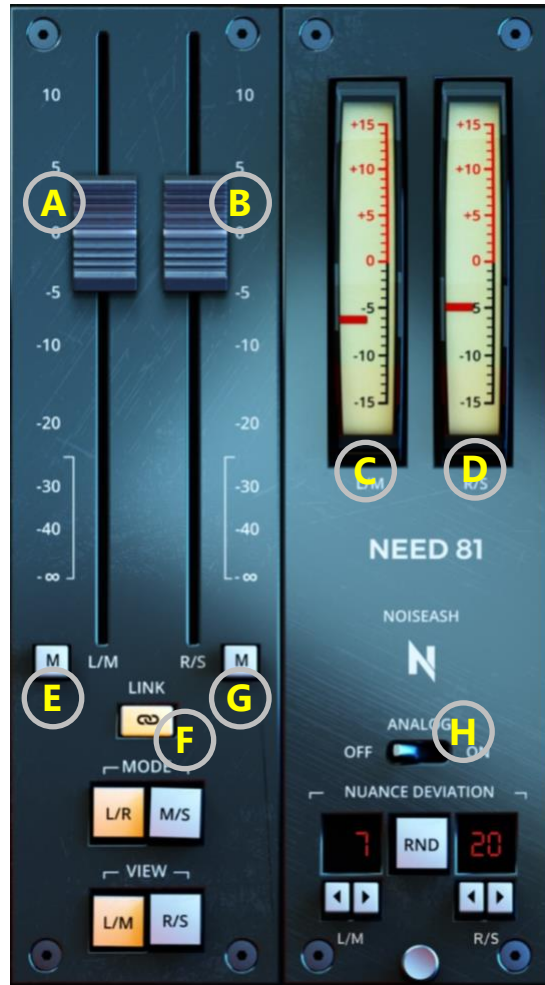 10 10
5 5
A B
-5 -5
-10 -10
-20 -20
-30 -30
-40 -40
-∞ -∞
M L/M R/S M
E G
LINK
F
MODE
L/R M/S
VIEW
L/M R/S
+15 +15
+10 +10
+5 +5
0 0
-5 -5
-10 -10
-15 -15
C D
L/M R/S
NEED 81
NOISEASH
N
ANALOG H
OFF ON
NUANCE DEVIATION
7 RND 20
L/M R/S